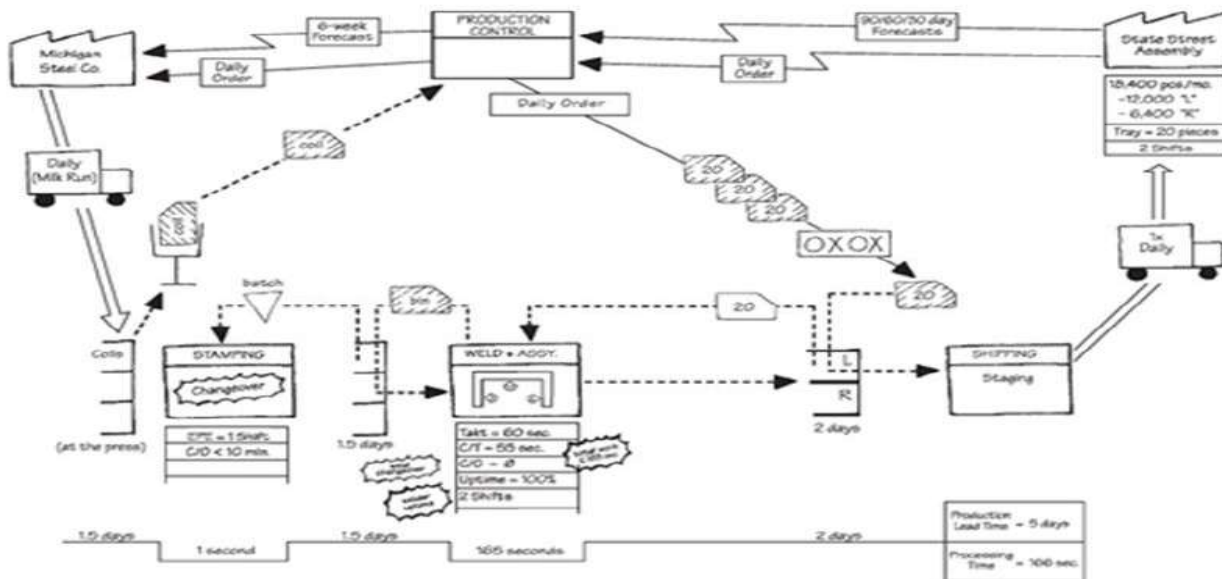 Michigan
Steel Co.
6-week
Forecast
Daily
Order
PRODUCTION
CONTROL
90/60/30 day
Forecasts
Daily
Order
State Street
Assembly
18,400 pcs/mo.
-12,000 "L"
- 6,400 "R"
Tray = 20 pieces
2 Shifts
Daily Order
coil
Daily
(Milk Run)
coil
20
20
20
OXOX
1x
Daily
batch
bin
20
20
Coils
STAMPING
Changeover
WELD + ASSY.
L
R
SHIPPING
Staging
(at the press)
EPE = 1 Shift
C/O < 10 min.
1.5 days
Takt = 60 sec.
C/T = 55 sec.
C/O = Ø
Uptime = 100%
2 Shifts
changeover
uptime
2 days
1.5 days
1 second
1.5 days
165 seconds
2 days
Production
Lead Time = 5 days
Processing
Time = 166 sec.